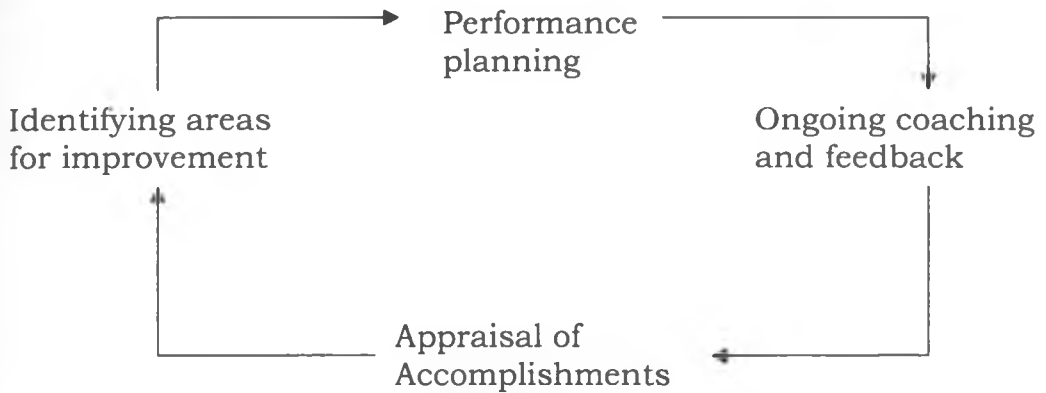 Performance
planning
Identifying areas
for improvement
Ongoing coaching
and feedback
Appraisal of
Accomplishments